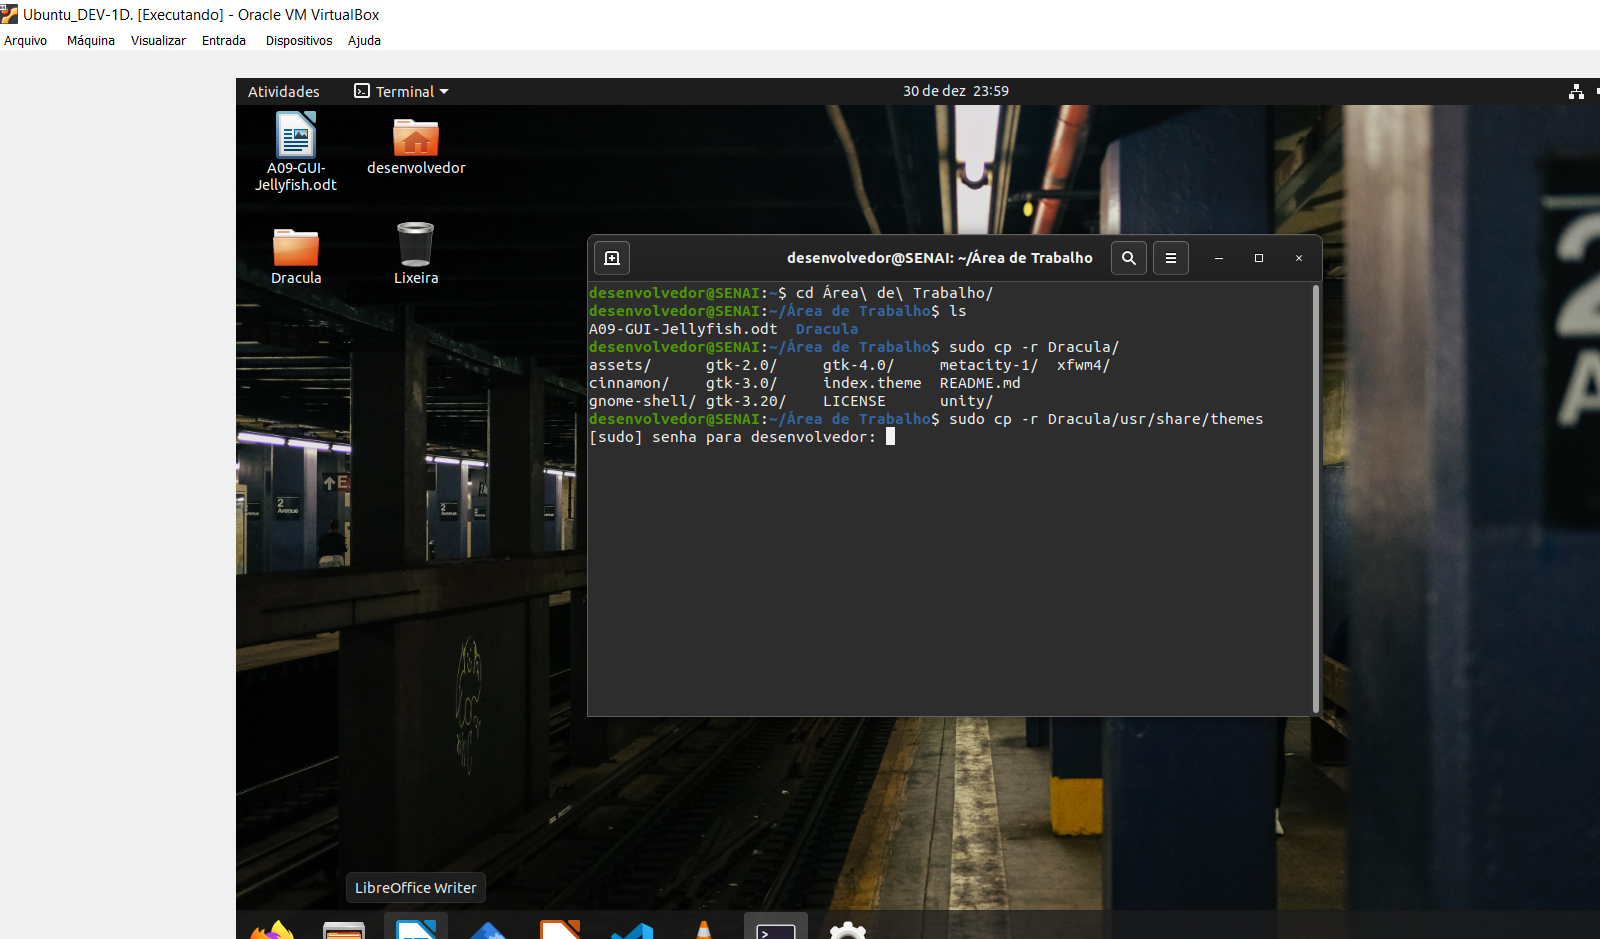 Ubuntu_DEV-1D. [Executando] - Oracle VM VirtualBox
Arquivo Máquina Visualizar Entrada Dispositivos Ajuda
Atividades Terminal 30 de dez 23:59
A09-GUI-
Jellyfish.odt
desenvolvedor
Dracula
Lixeira
desenvolvedor@SENAI: ~/Área de Trabalho
desenvolvedor@SENAI:~$ cd Área\ de\ Trabalho/
desenvolvedor@SENAI:~/Área de Trabalho$ ls
A09-GUI-Jellyfish.odt Dracula
desenvolvedor@SENAI:~/Área de Trabalho$ sudo cp -r Dracula/
assets/ gtk-2.0/ gtk-4.0/ metacity-1/ xfwm4/
cinnamon/ gtk-3.0/ index.theme README.md
gnome-shell/ gtk-3.20/ LICENSE unity/
desenvolvedor@SENAI:~/Área de Trabalho$ sudo cp -r Dracula/usr/share/themes
[sudo] senha para desenvolvedor:
2
A
E
2
Avenue
2
2
LibreOffice Writer